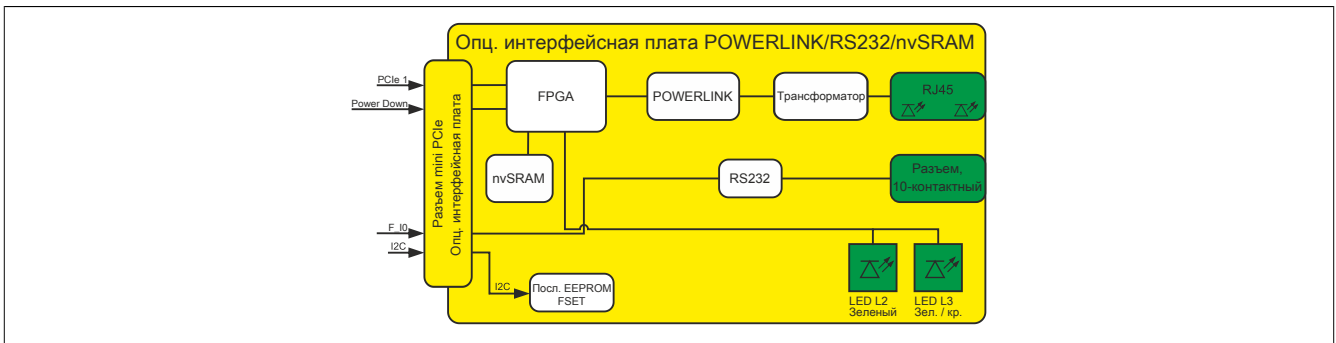 Опц. интерфейсная плата POWERLINK/RS232/nvSRAM
PCIe 1
Power Down
F_I0
I2C
Разъем mini PCIe
Опц. интерфейсная плата
FPGA
POWERLINK
Трансформатор
RJ45
nvSRAM
RS232
Разъем,
10-контактный
I2C
Посл. EEPROM
FSET
LED L2
Зеленый
LED L3
Зел. / кр.